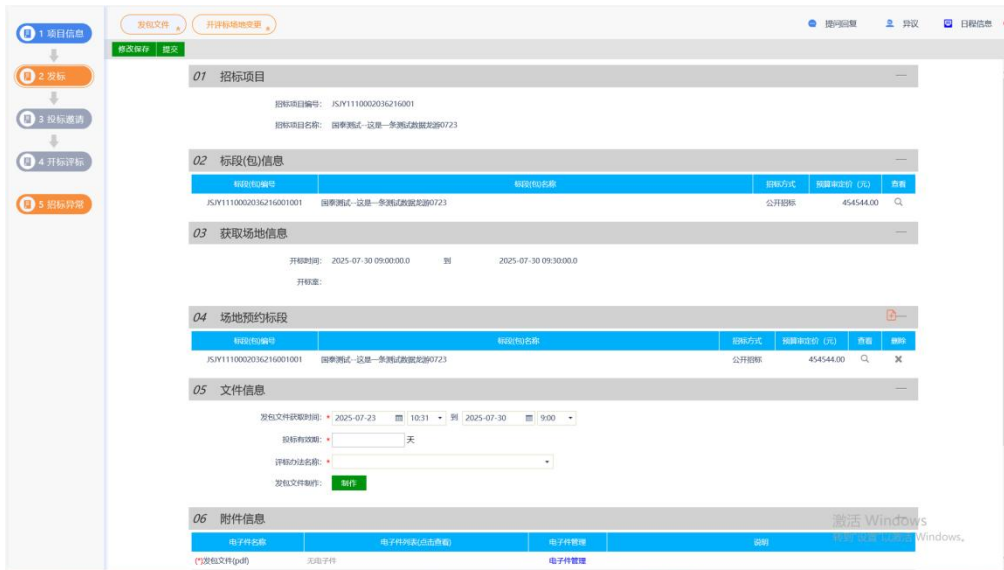 发包文件 开评标场地变更 提问回复 异议 日程信息
1 项目信息
修改保存 提交
2 发标
01 招标项目
招标项目编号： JSJY1110002036216001
3 投标邀请
招标项目名称： 国泰测试--这是一条测试数据龙游0723
4 开标评标
02 标段(包)信息
标段(包)编号 标段(包)名称 招标方式 预算审定价（元） 查看
5 招标异常
JSJY1110002036216001001 国泰测试--这是一条测试数据龙游0723 公开招标 454544.00
03 获取场地信息
开标时间： 2025-07-30 09:00:00.0 到 2025-07-30 09:30:00.0
开标室：
04 场地预约标段
标段(包)编号 标段(包)名称 招标方式 预算审定价（元） 查看 删除
JSJY1110002036216001001 国泰测试--这是一条测试数据龙游0723 公开招标 454544.00
05 文件信息
发包文件获取时间： * 2025-07-23 10:31 到 2025-07-30 9:00
投标有效期： * 天
评标办法名称： *
发包文件制作： 制作
06 附件信息
激活 Windows
电子件名称 电子件列表(点击查看) 电子件管理 说明
转到"设置"以激活 Windows。
(*)发包文件(pdf) 无电子件 电子件管理